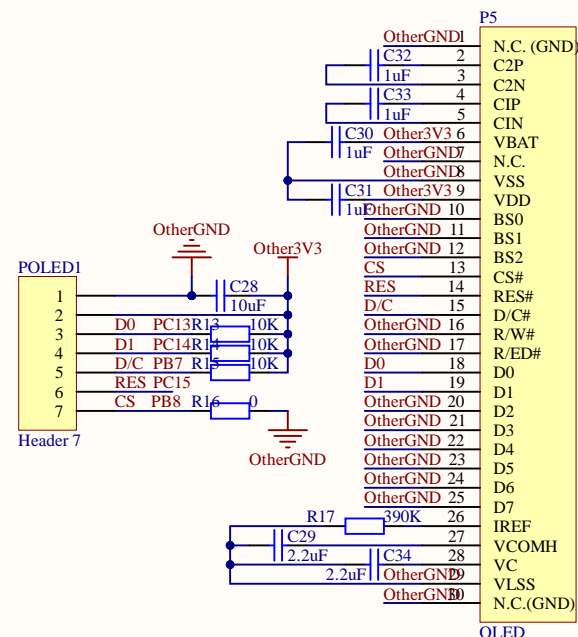 P5
OtherGND 1 N.C. (GND)
C32 2 C2P
1uF 3 C2N
C33 4 CIP
1uF 5 CIN
C30 Other3V3 6 VBAT
1uF OtherGND 7 N.C.
OtherGND 8 VSS
C31 Other3V3 9 VDD
1uF OtherGND 10 BS0
OtherGND 11 BS1
OtherGND 12 BS2
CS 13 CS#
RES 14 RES#
D/C 15 D/C#
OtherGND 16 R/W#
OtherGND 17 R/ED#
D0 18 D0
D1 19 D1
OtherGND 20 D2
OtherGND 21 D3
OtherGND 22 D4
OtherGND 23 D5
OtherGND 24 D6
OtherGND 25 D7
R17 390K 26 IREF
C29 27 VCOMH
2.2uF C34 28 VC
2.2uF OtherGND 29 VLSS
OtherGND 30 N.C.(GND)
OLED
OtherGND
Other3V3
POLED1
1 C28
10uF
2
3 D0 PC13 R13 10K
4 D1 PC14 R14 10K
5 D/C PB7 R15 10K
6 RES PC15
7 CS PB8 R16 0
Header 7
OtherGND